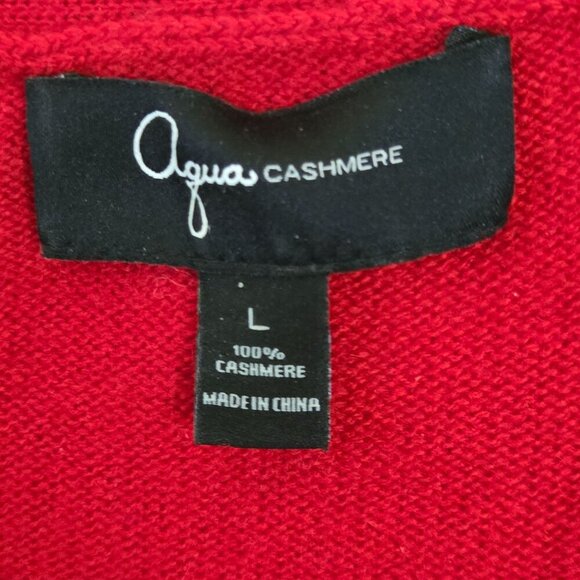 Aqua CASHMERE
L
100%
CASHMERE
MADE IN CHINA